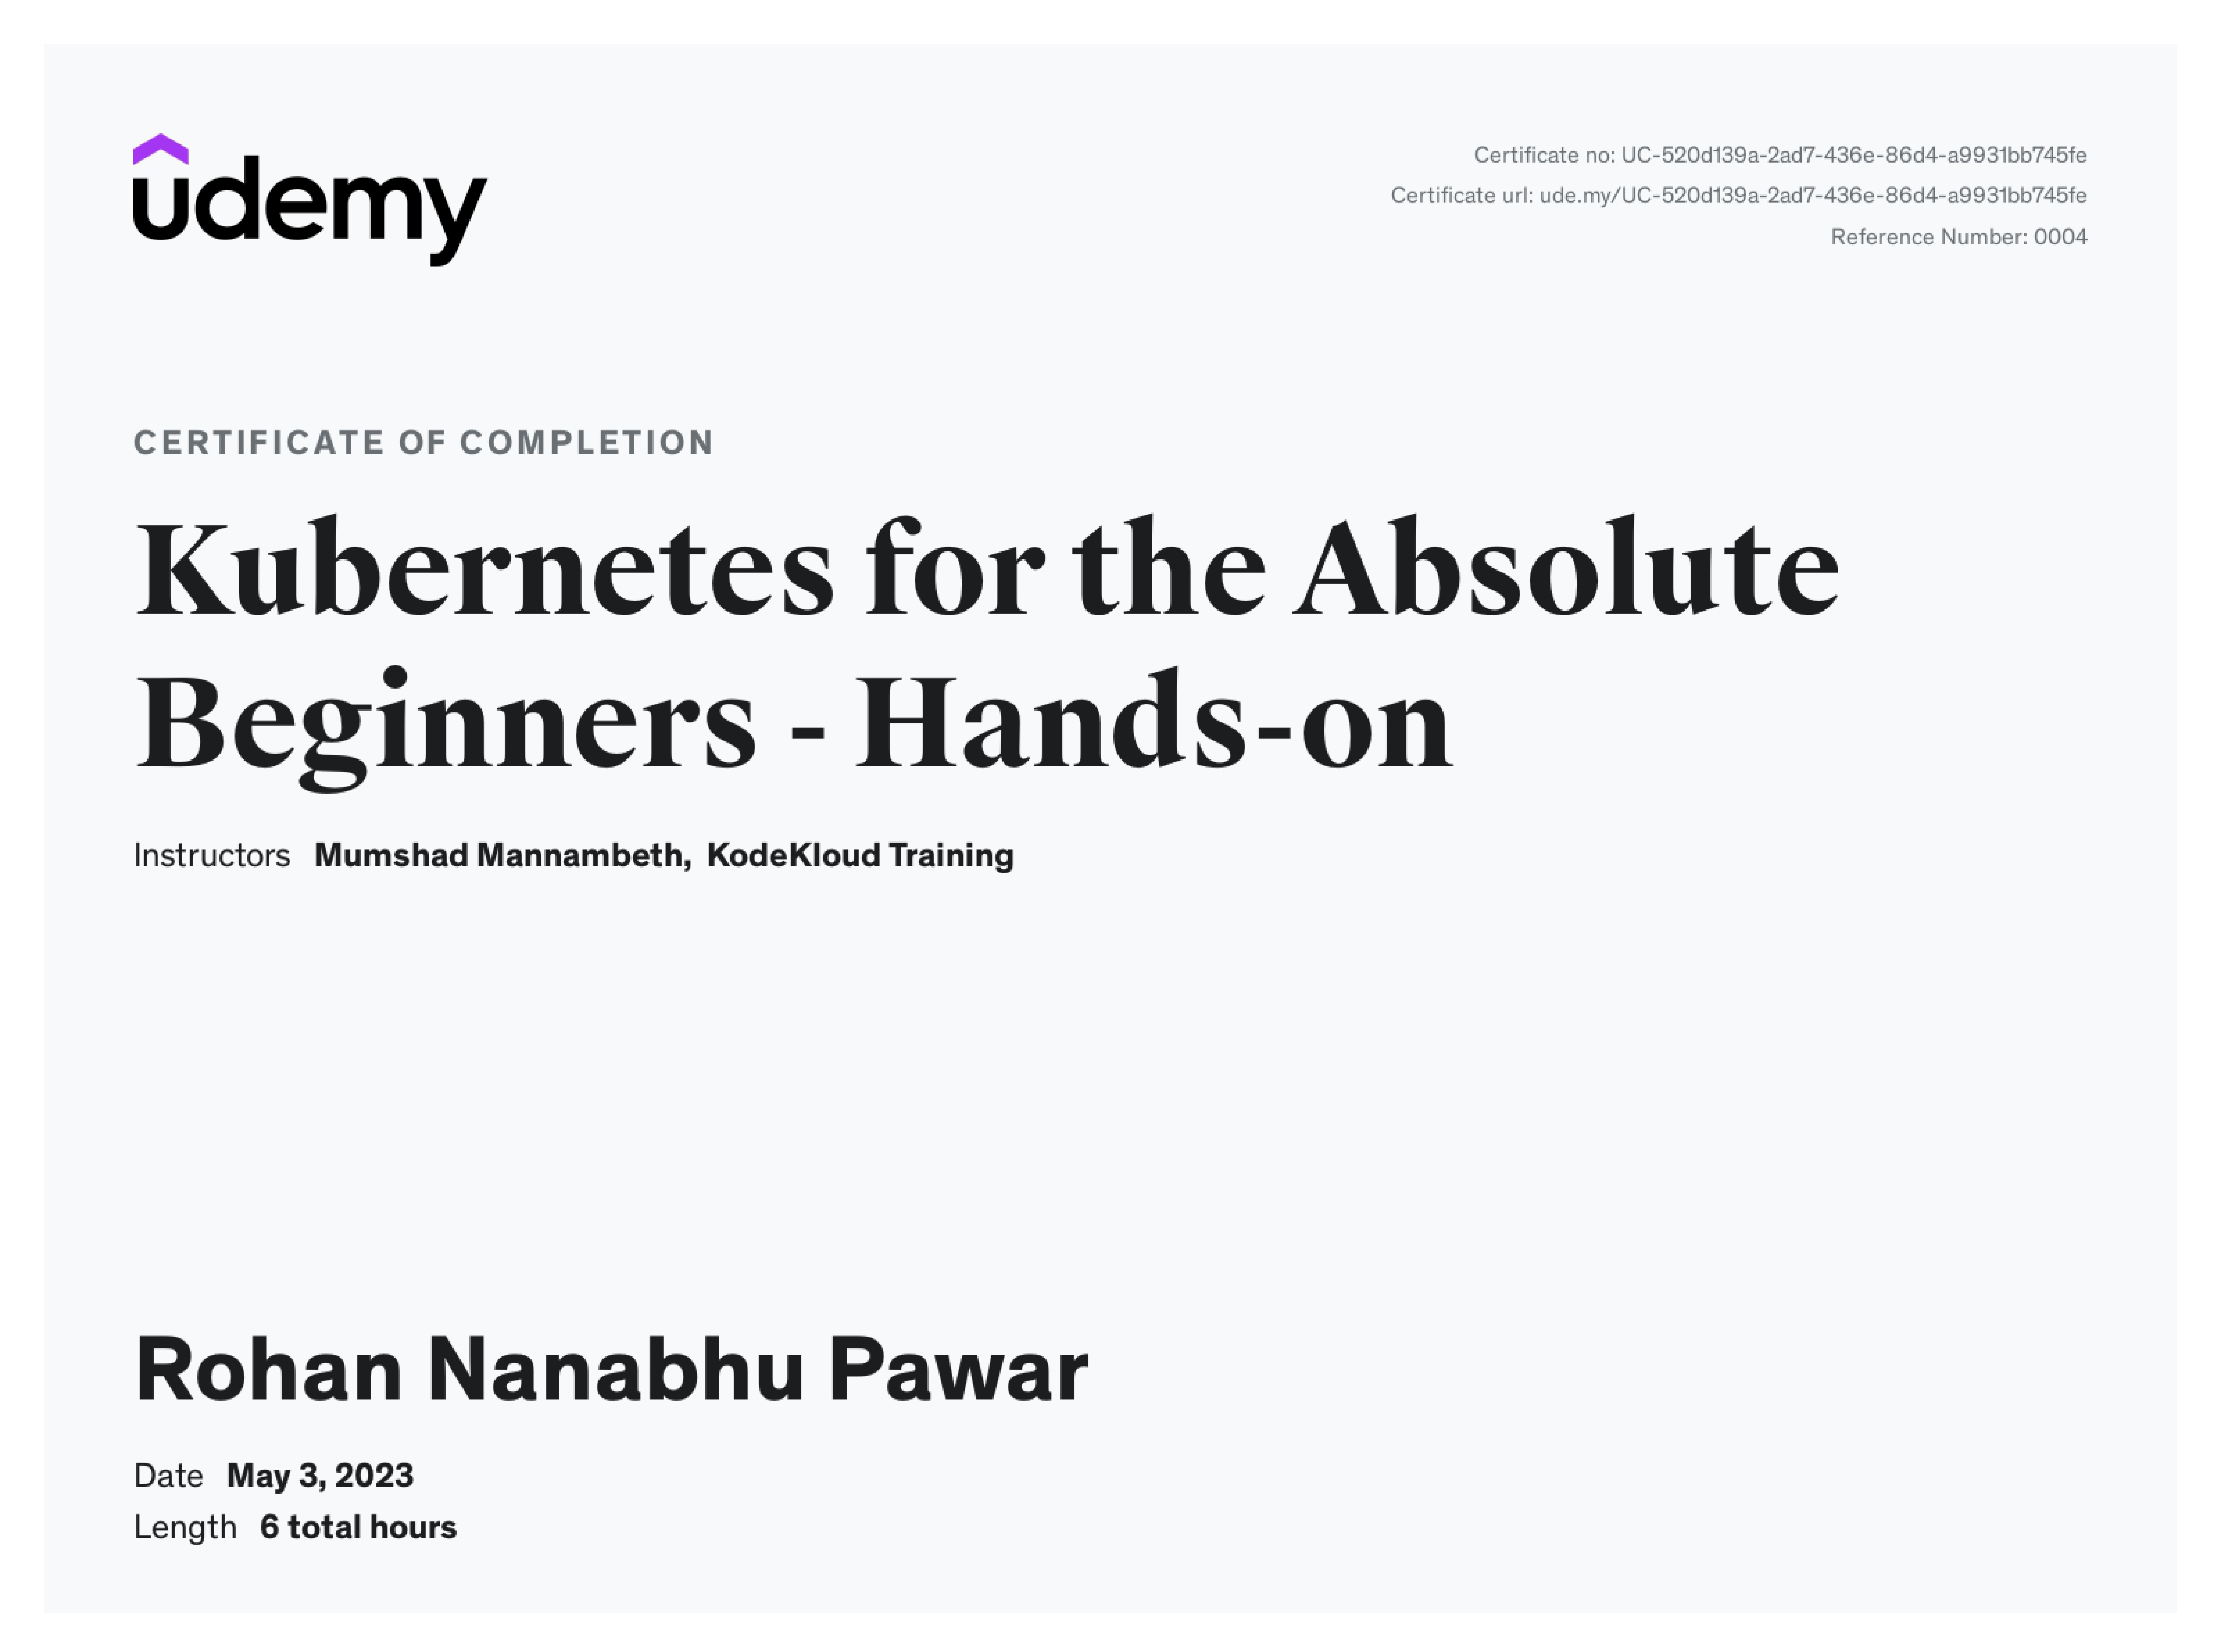 udemy
Certificate no: UC-520d139a-2ad7-436e-86d4-a9931bb745fe
Certificate url: ude.my/UC-520d139a-2ad7-436e-86d4-a9931bb745fe
Reference Number: 0004
CERTIFICATE OF COMPLETION
Kubernetes for the Absolute
Beginners - Hands-on
Instructors Mumshad Mannambeth, KodeKloud Training
Rohan Nanabhu Pawar
Date May 3, 2023
Length 6 total hours